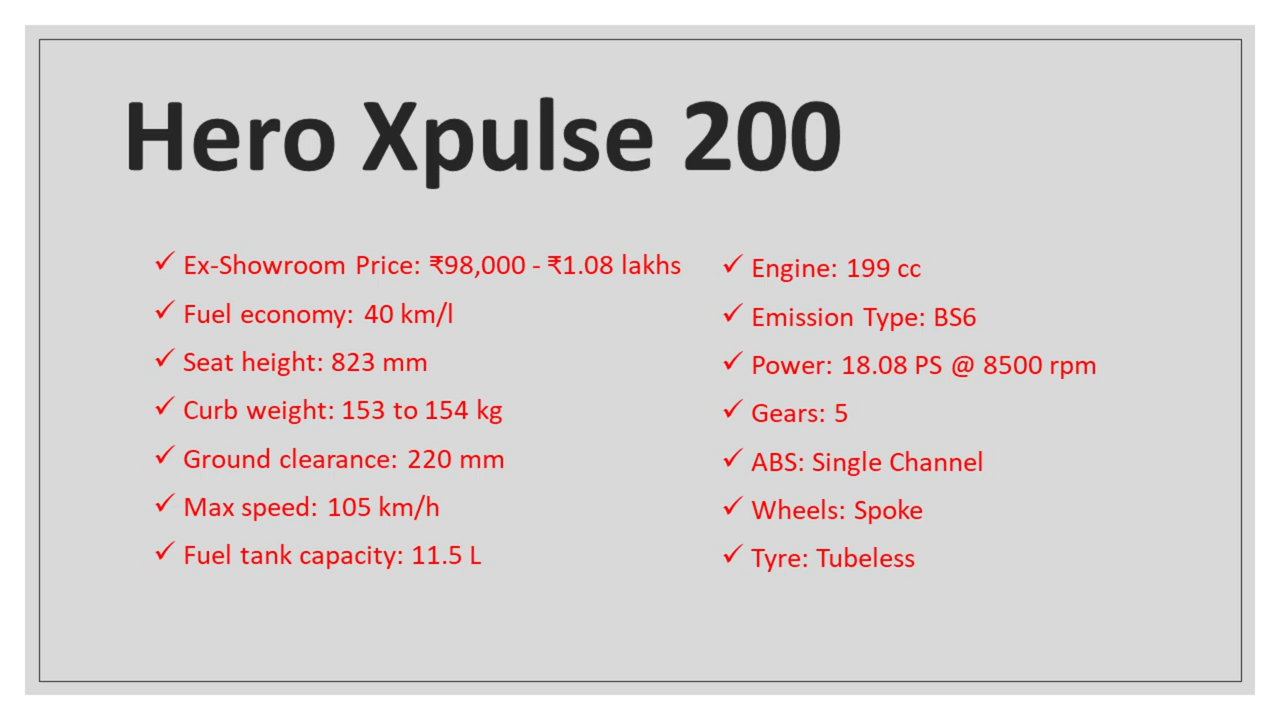 Hero Xpulse 200
✓ Ex-Showroom Price: ₹98,000 - ₹1.08 lakhs
✓ Fuel economy: 40 km/l
✓ Seat height: 823 mm
✓ Curb weight: 153 to 154 kg
✓ Ground clearance: 220 mm
✓ Max speed: 105 km/h
✓ Fuel tank capacity: 11.5 L
✓ Engine: 199 cc
✓ Emission Type: BS6
✓ Power: 18.08 PS @ 8500 rpm
✓ Gears: 5
✓ ABS: Single Channel
✓ Wheels: Spoke
✓ Tyre: Tubeless